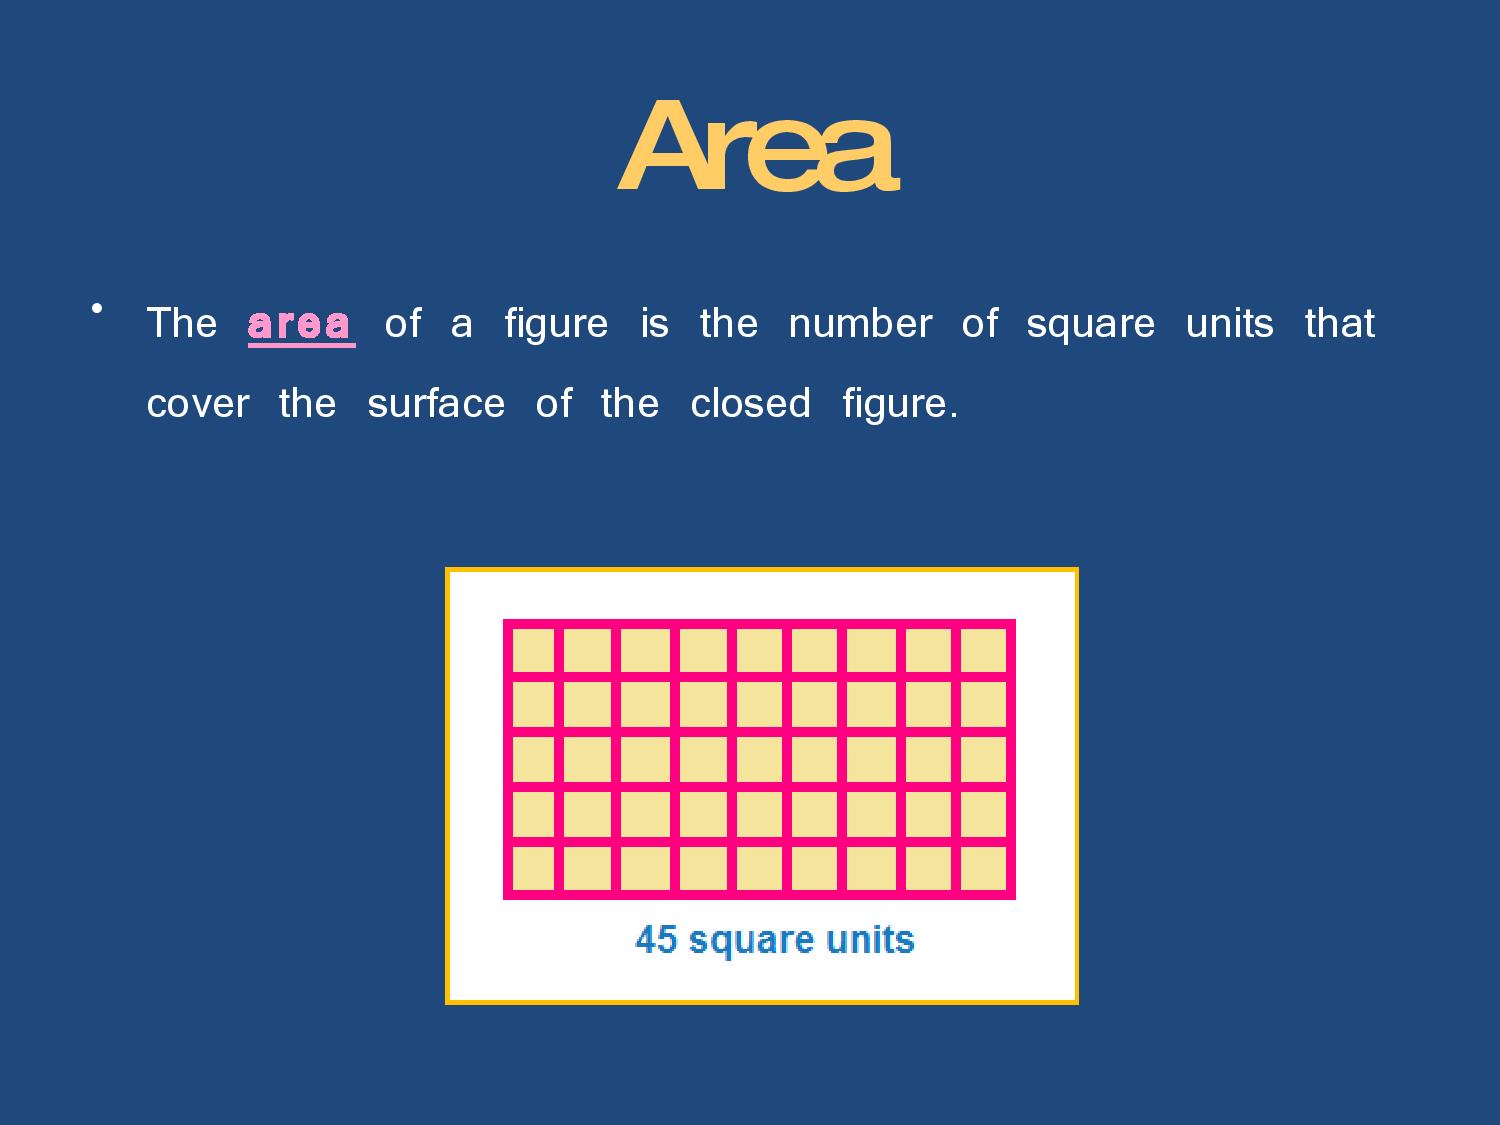 Area
• The area of a figure is the number of square units that
cover the surface of the closed figure.
45 square units